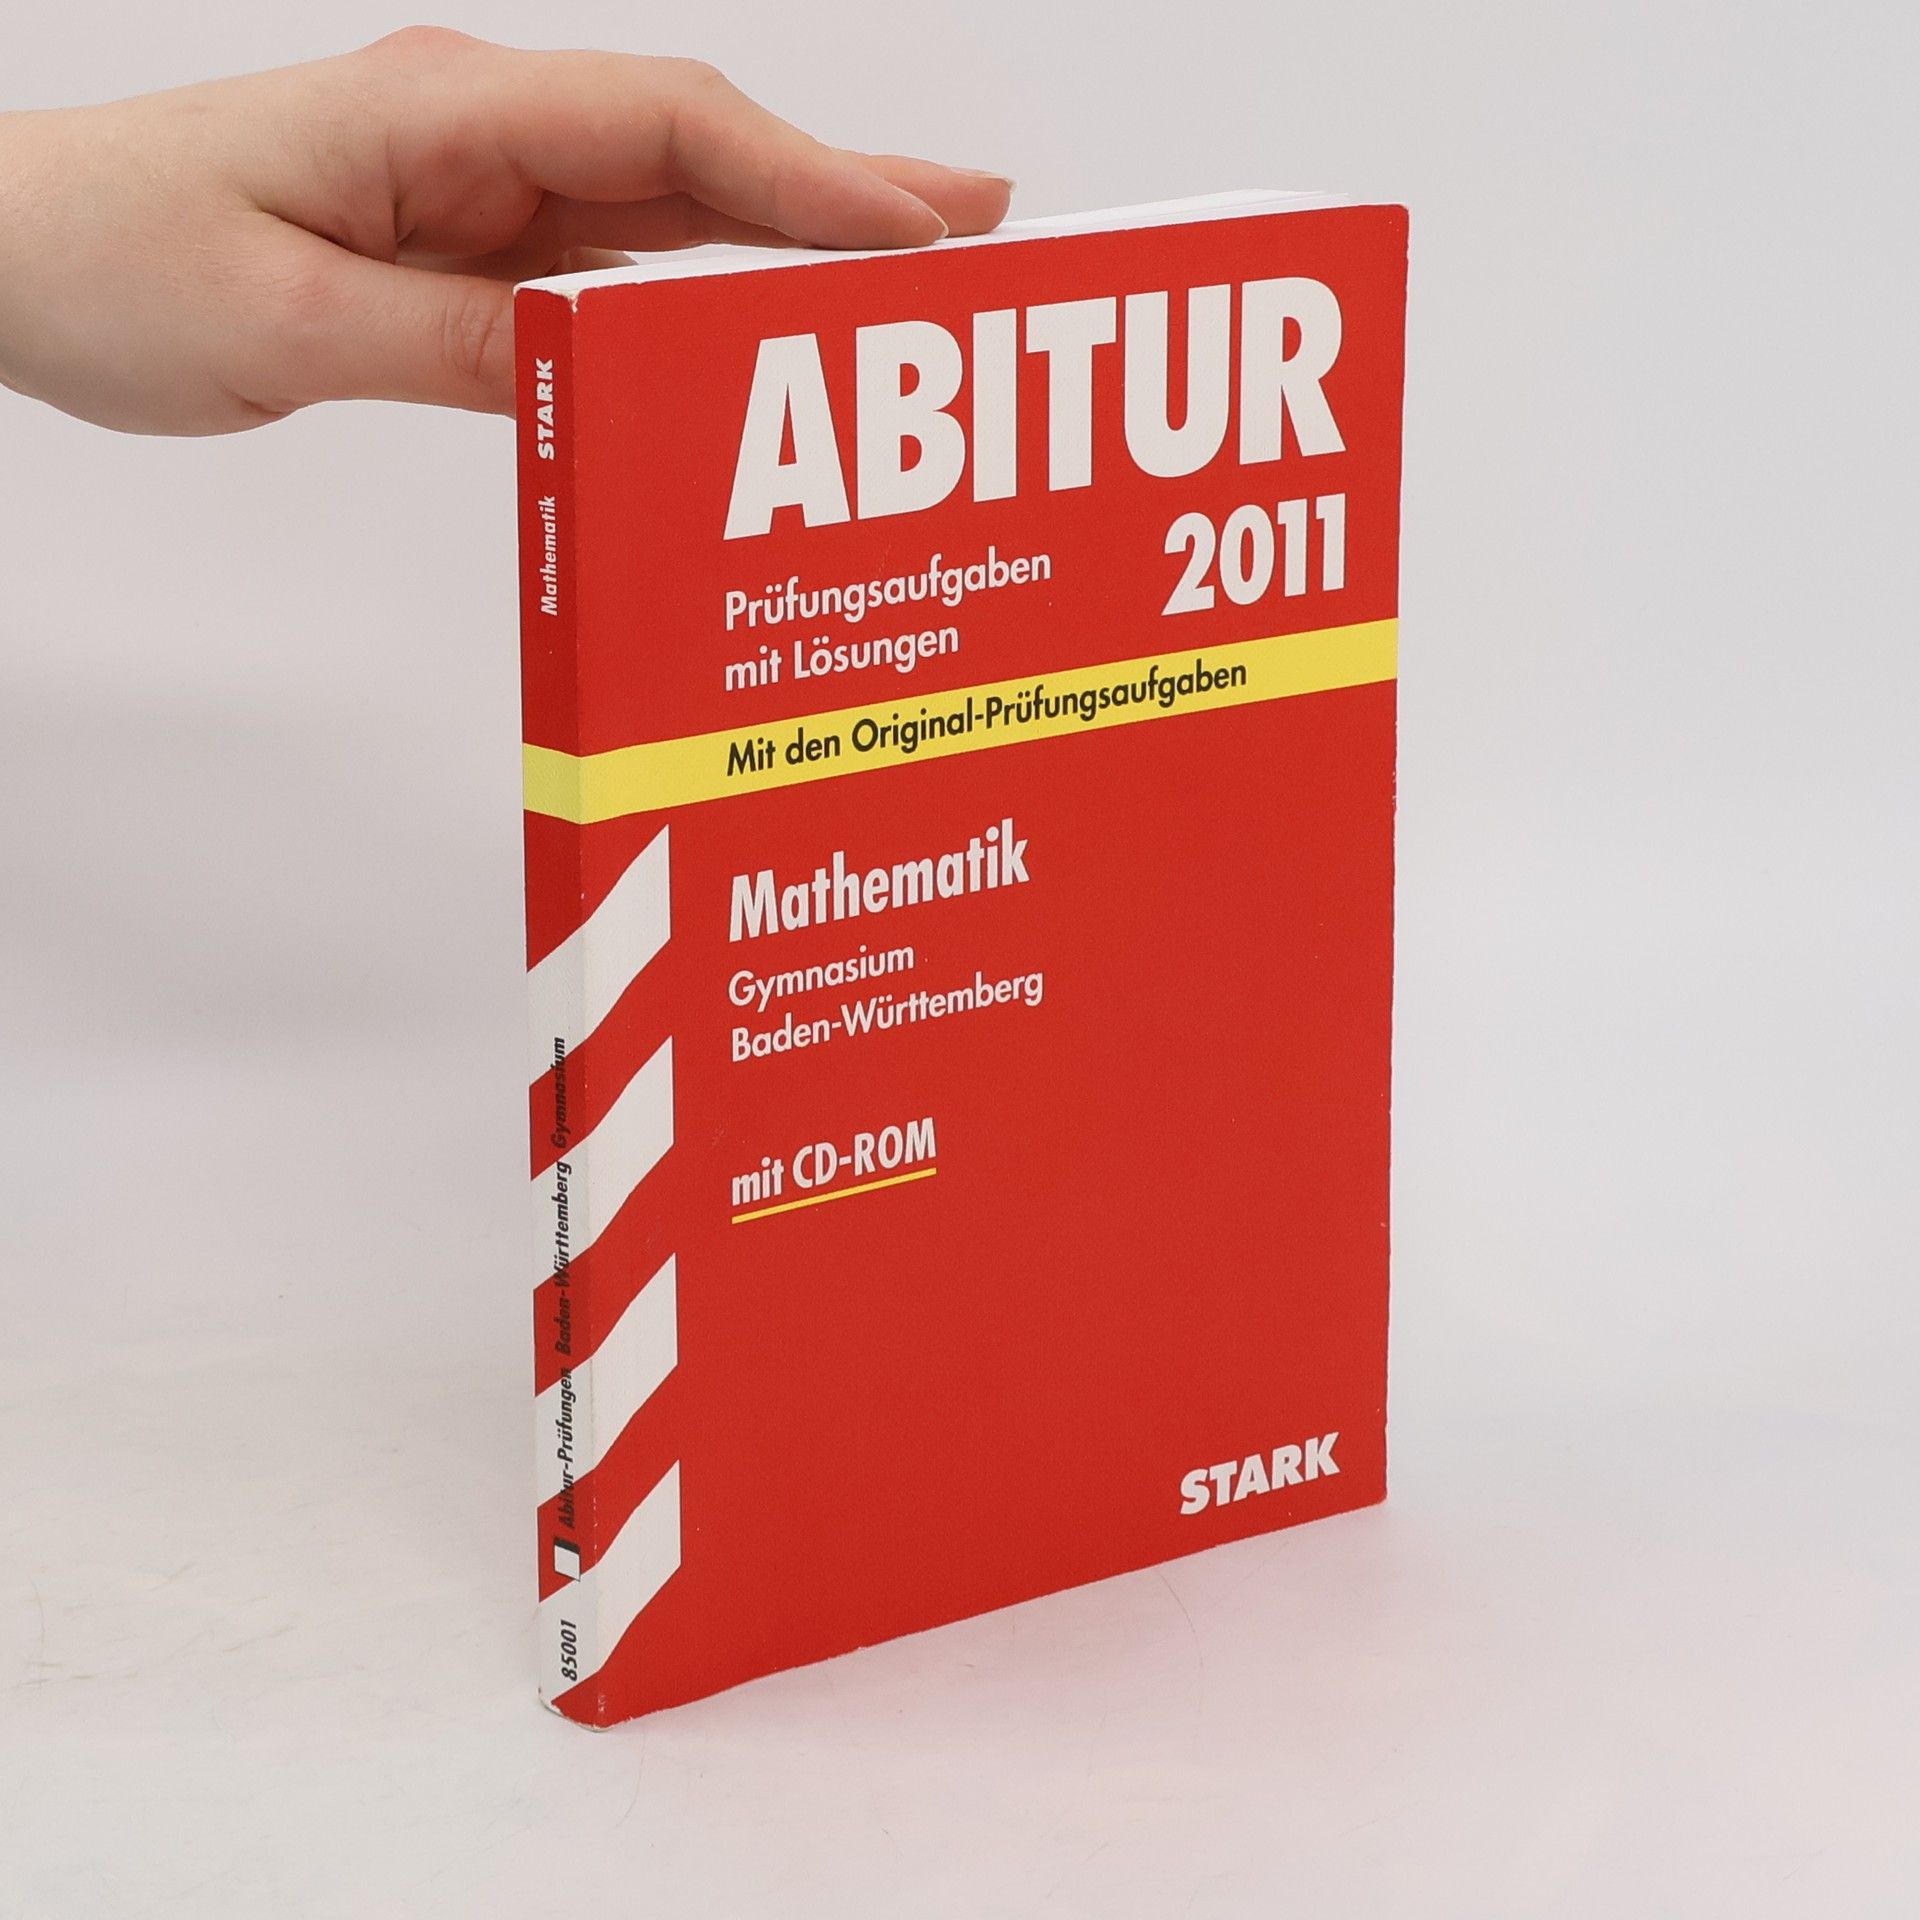 ABITUR
2011
Prüfungsaufgaben
mit Lösungen
Mit den Original-Prüfungsaufgaben
Mathematik
Gymnasium
Baden-Württemberg
mit CD-ROM
STARK
85001 Abitur-Prüfungen Baden-Württemberg Gymnasium
Mathematik STARK